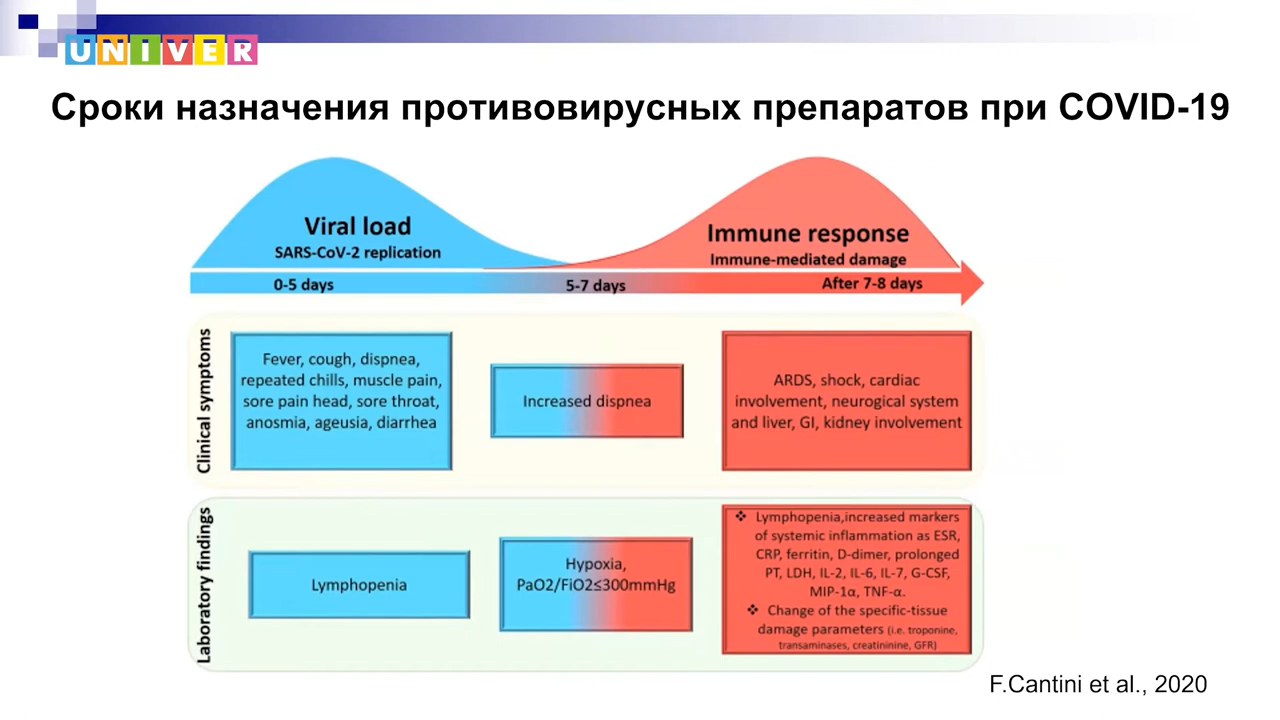 UNIVER
Сроки назначения противовирусных препаратов при COVID-19
Viral load
SARS-CoV-2 replication
Immune response
Immune-mediated damage
0-5 days
5-7 days
After 7-8 days
Clinical symptoms
Fever, cough, dispnea,
repeated chills, muscle pain,
sore pain head, sore throat,
anosmia, ageusia, diarrhea
Increased dispnea
ARDS, shock, cardiac
involvement, neurogical system
and liver, GI, kidney involvement
Laboratory findings
Lymphopenia
Hypoxia,
PaO2/FiO2≤300mmHg
❖ Lymphopenia,increased markers
of systemic inflammation as ESR,
CRP, ferritin, D-dimer, prolonged
PT, LDH, IL-2, IL-6, IL-7, G-CSF,
MIP-1α, TNF-α.
❖ Change of the specific-tissue
damage parameters (i.e. troponine,
transaminases, creatininine, GFR)
F.Cantini et al., 2020